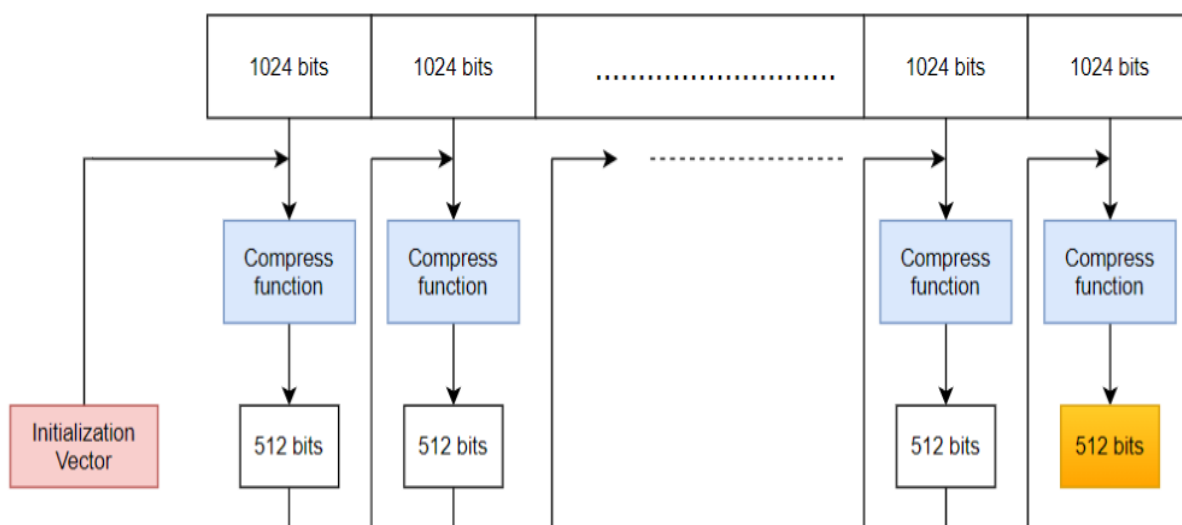 1024 bits
1024 bits
1024 bits
1024 bits
Compress
function
Compress
function
Compress
function
Compress
function
Initialization
Vector
512 bits
512 bits
512 bits
512 bits